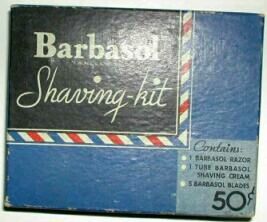 Barbasol
Shaving-kit
Contains:
1 BARBASOL RAZOR
1 TUBE BARBASOL
SHAVING CREAM
5 BARBASOL BLADES
50¢